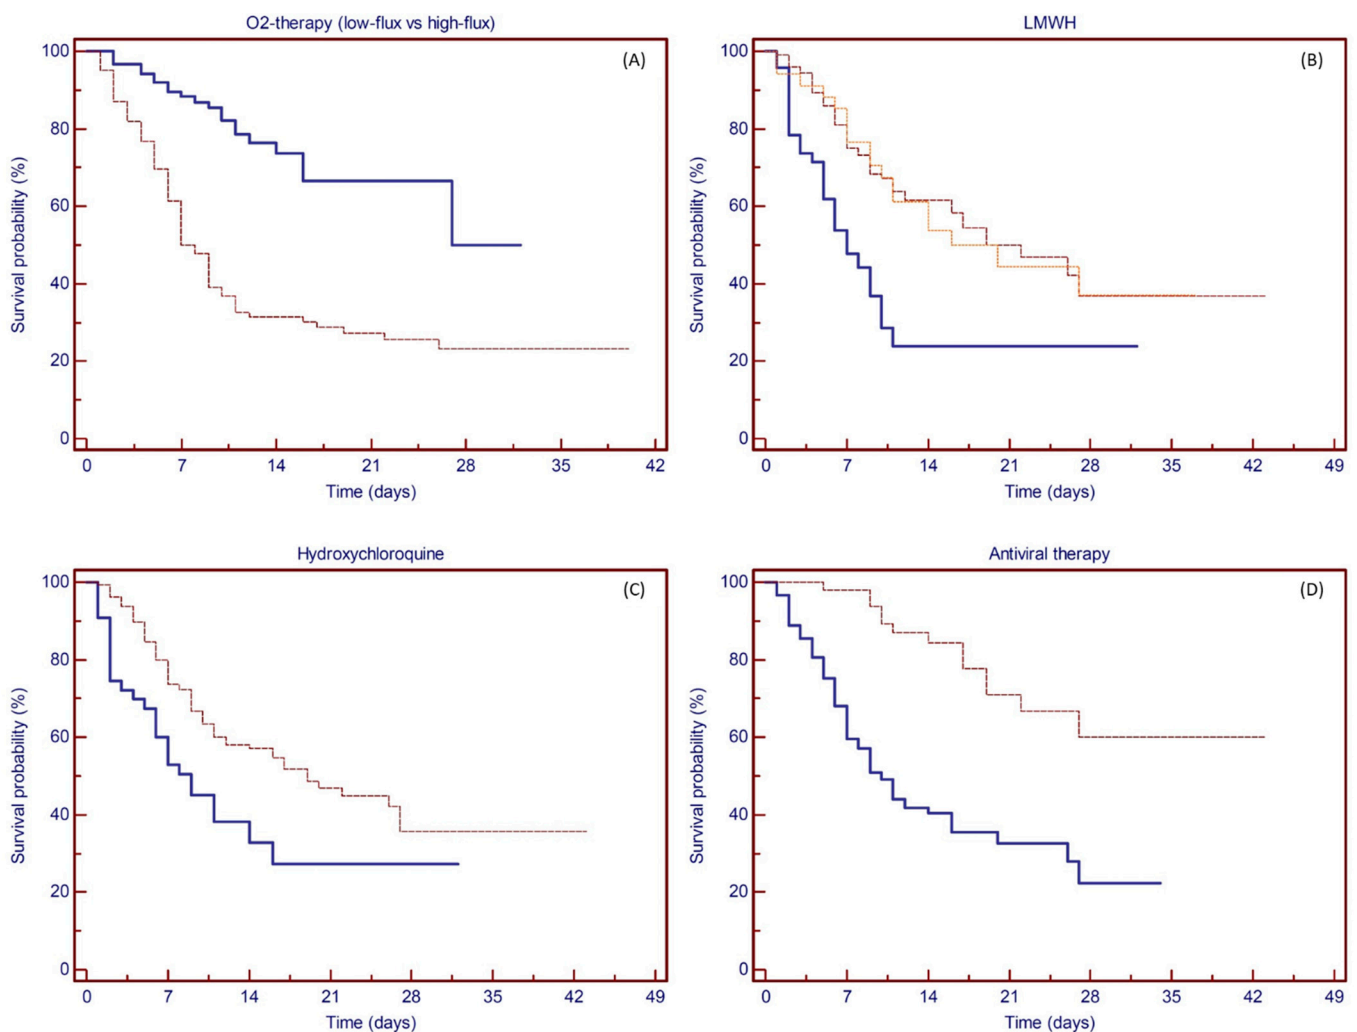 O2-therapy (low-flux vs high-flux)
(A)
Survival probability (%)
100
80
60
40
20
0
0 7 14 21 28 35 42
Time (days)
LMWH
(B)
Survival probability (%)
100
80
60
40
20
0
0 7 14 21 28 35 42 49
Time (days)
Hydroxychloroquine
(C)
Survival probability (%)
100
80
60
40
20
0
0 7 14 21 28 35 42 49
Time (days)
Antiviral therapy
(D)
Survival probability (%)
100
80
60
40
20
0
0 7 14 21 28 35 42 49
Time (days)